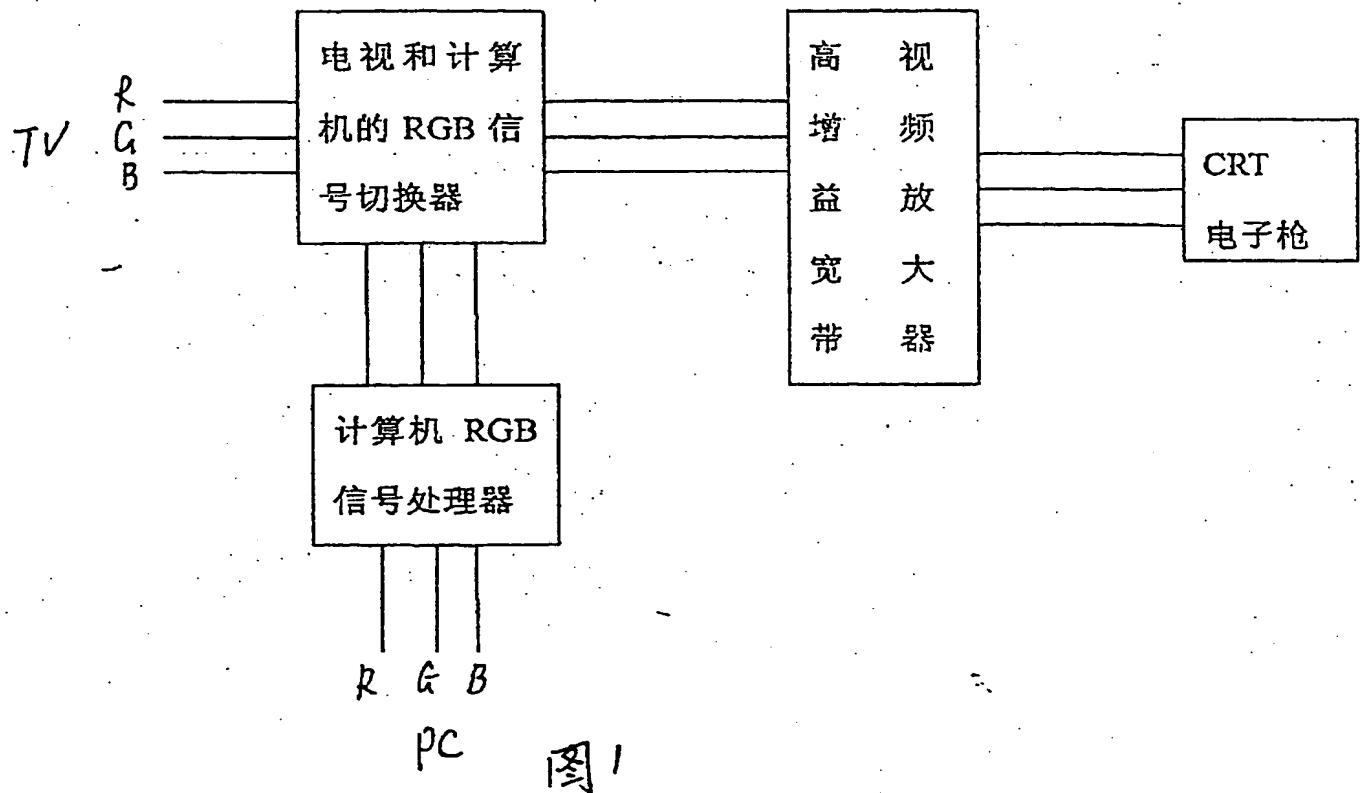 电视和计算
机的 RGB 信
号切换器
TV
R
G
B
高 视
增 频
益 放
宽 大
带 器
CRT
电子枪
计算机 RGB
信号处理器
R G B
PC
图1